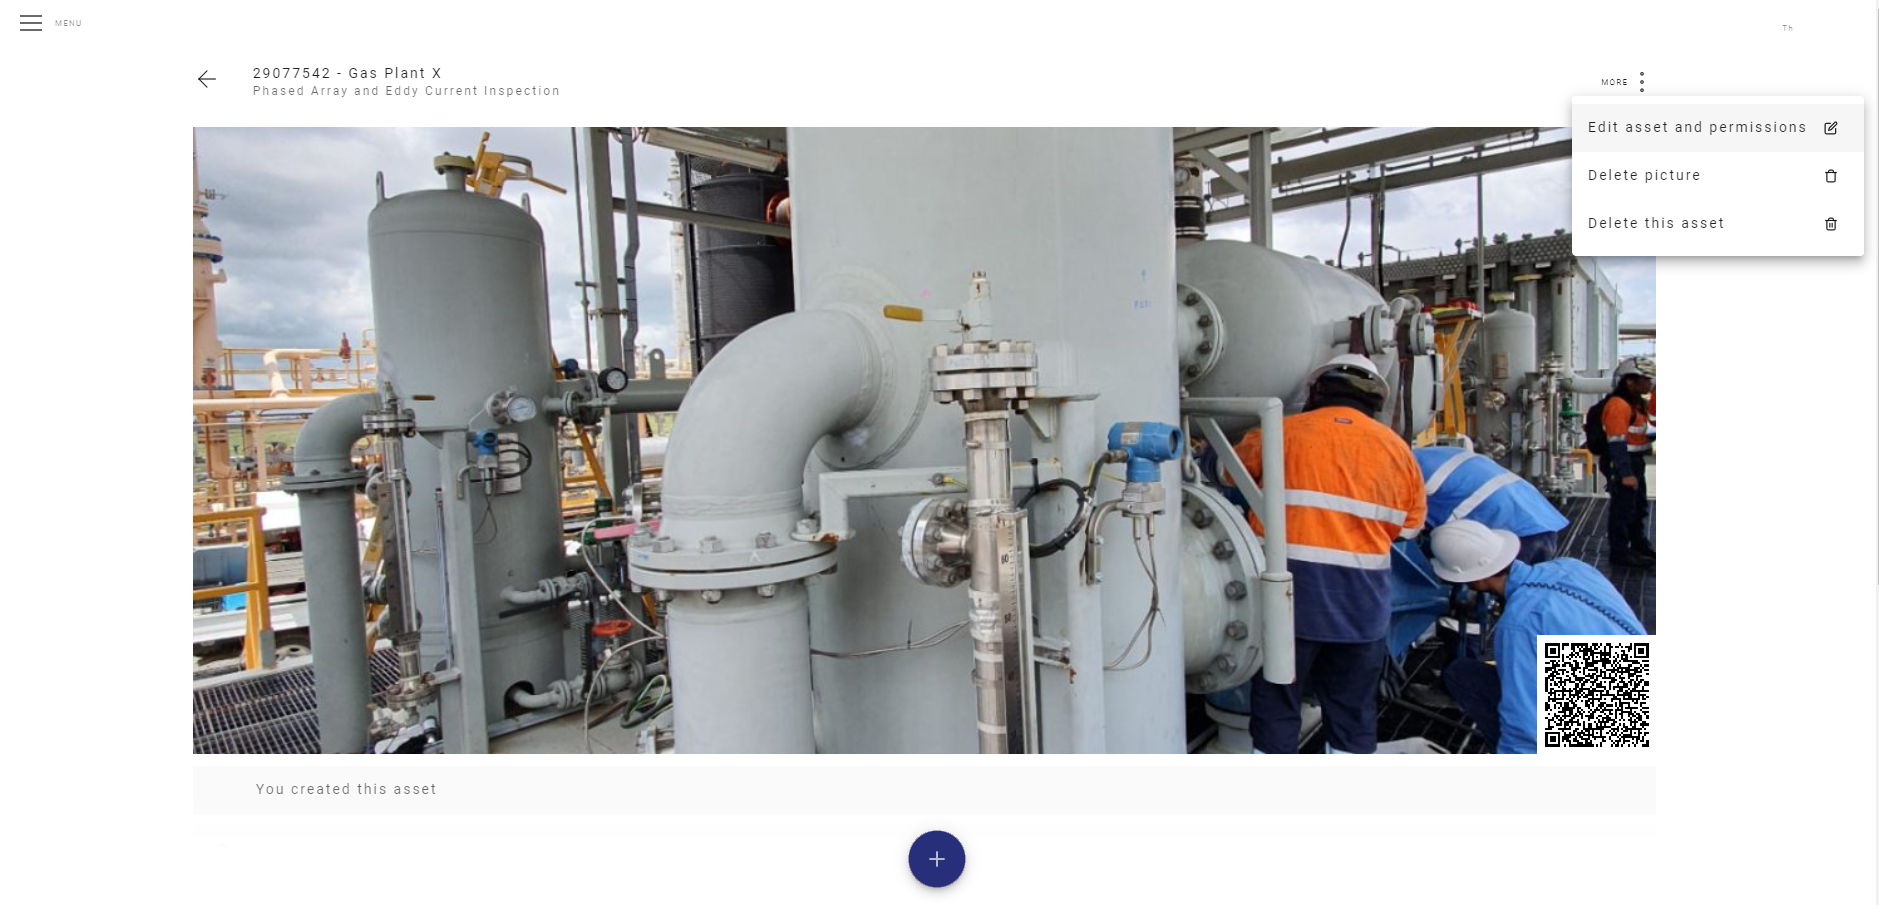 MENU
Th
29077542 - Gas Plant X
Phased Array and Eddy Current Inspection
MORE
Edit asset and permissions
Delete picture
Delete this asset
You created this asset